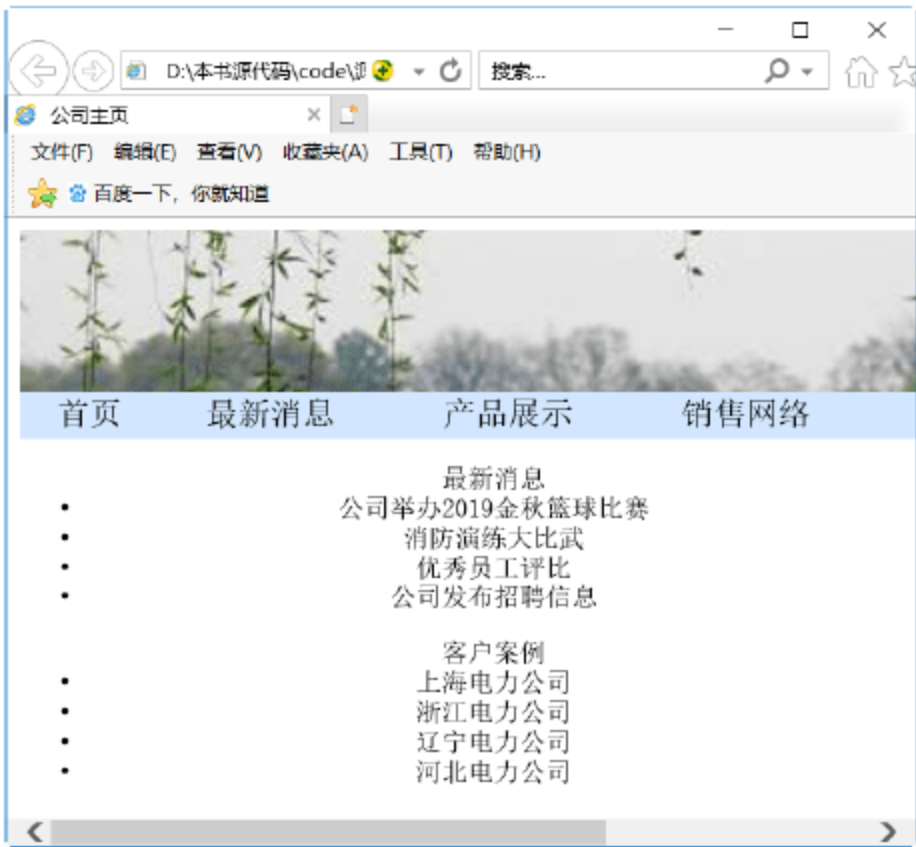 D:\本书源代码\code\
搜索...
公司主页
文件(F) 编辑(E) 查看(V) 收藏夹(A) 工具(T) 帮助(H)
百度一下，你就知道
首页 最新消息 产品展示 销售网络
最新消息
公司举办2019金秋篮球比赛
消防演练大比武
优秀员工评比
公司发布招聘信息
客户案例
上海电力公司
浙江电力公司
辽宁电力公司
河北电力公司